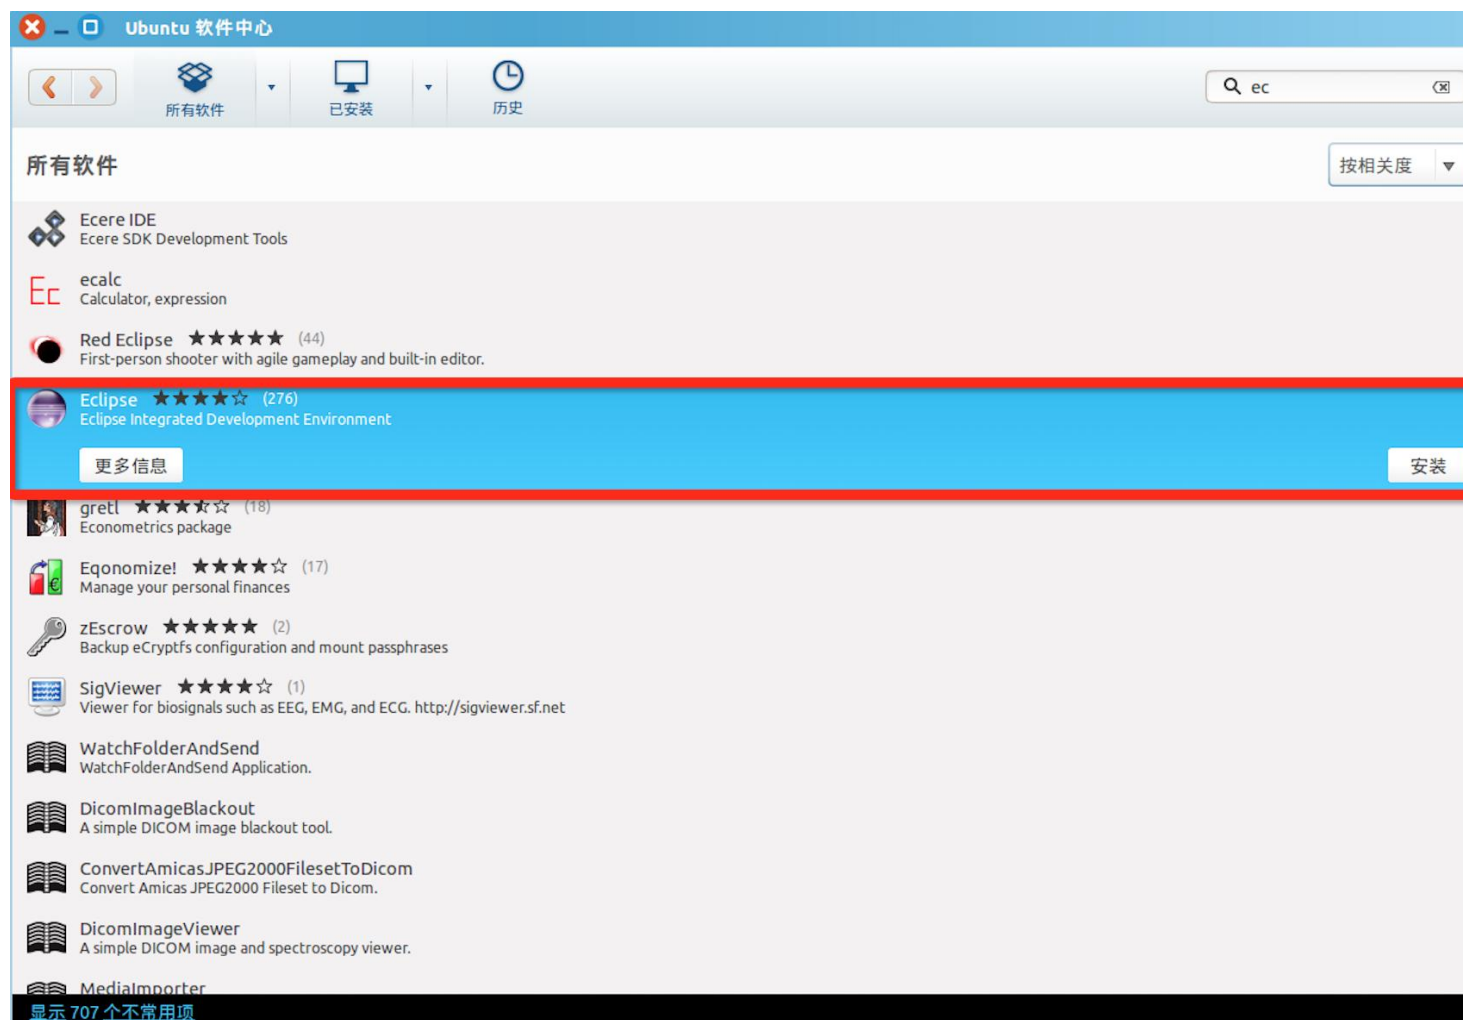 Ubuntu 软件中心
所有软件
已安装
历史
ec
所有软件
按相关度
Ecere IDE
Ecere SDK Development Tools
Ec
ecalc
Calculator, expression
Red Eclipse (44)
First-person shooter with agile gameplay and built-in editor.
Eclipse (276)
Eclipse Integrated Development Environment
更多信息
安装
gretl (18)
Econometrics package
Eqonomize! (17)
Manage your personal finances
zEscrow (2)
Backup eCryptfs configuration and mount passphrases
SigViewer (1)
Viewer for biosignals such as EEG, EMG, and ECG. http://sigviewer.sf.net
WatchFolderAndSend
WatchFolderAndSend Application.
DicomImageBlackout
A simple DICOM image blackout tool.
ConvertAmicasJPEG2000FilesetToDicom
Convert Amicas JPEG2000 Fileset to Dicom.
DicomImageViewer
A simple DICOM image and spectroscopy viewer.
MediaImporter
显示 707 个不常用项